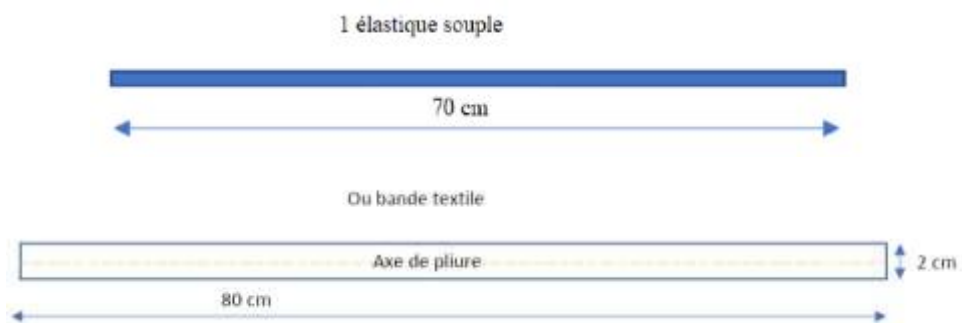 1 élastique souple
70 cm
Ou bande textile
Axe de pliure
2 cm
80 cm